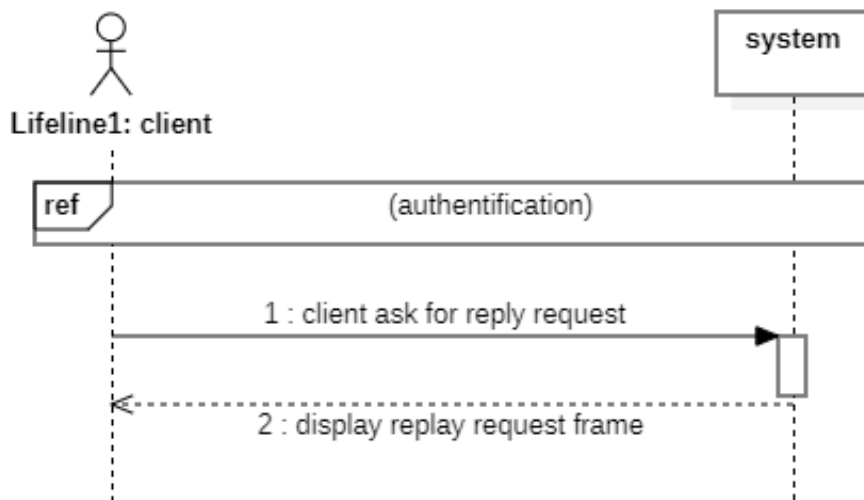 system
Lifeline1: client
ref
(authentification)
1 : client ask for reply request
2 : display replay request frame